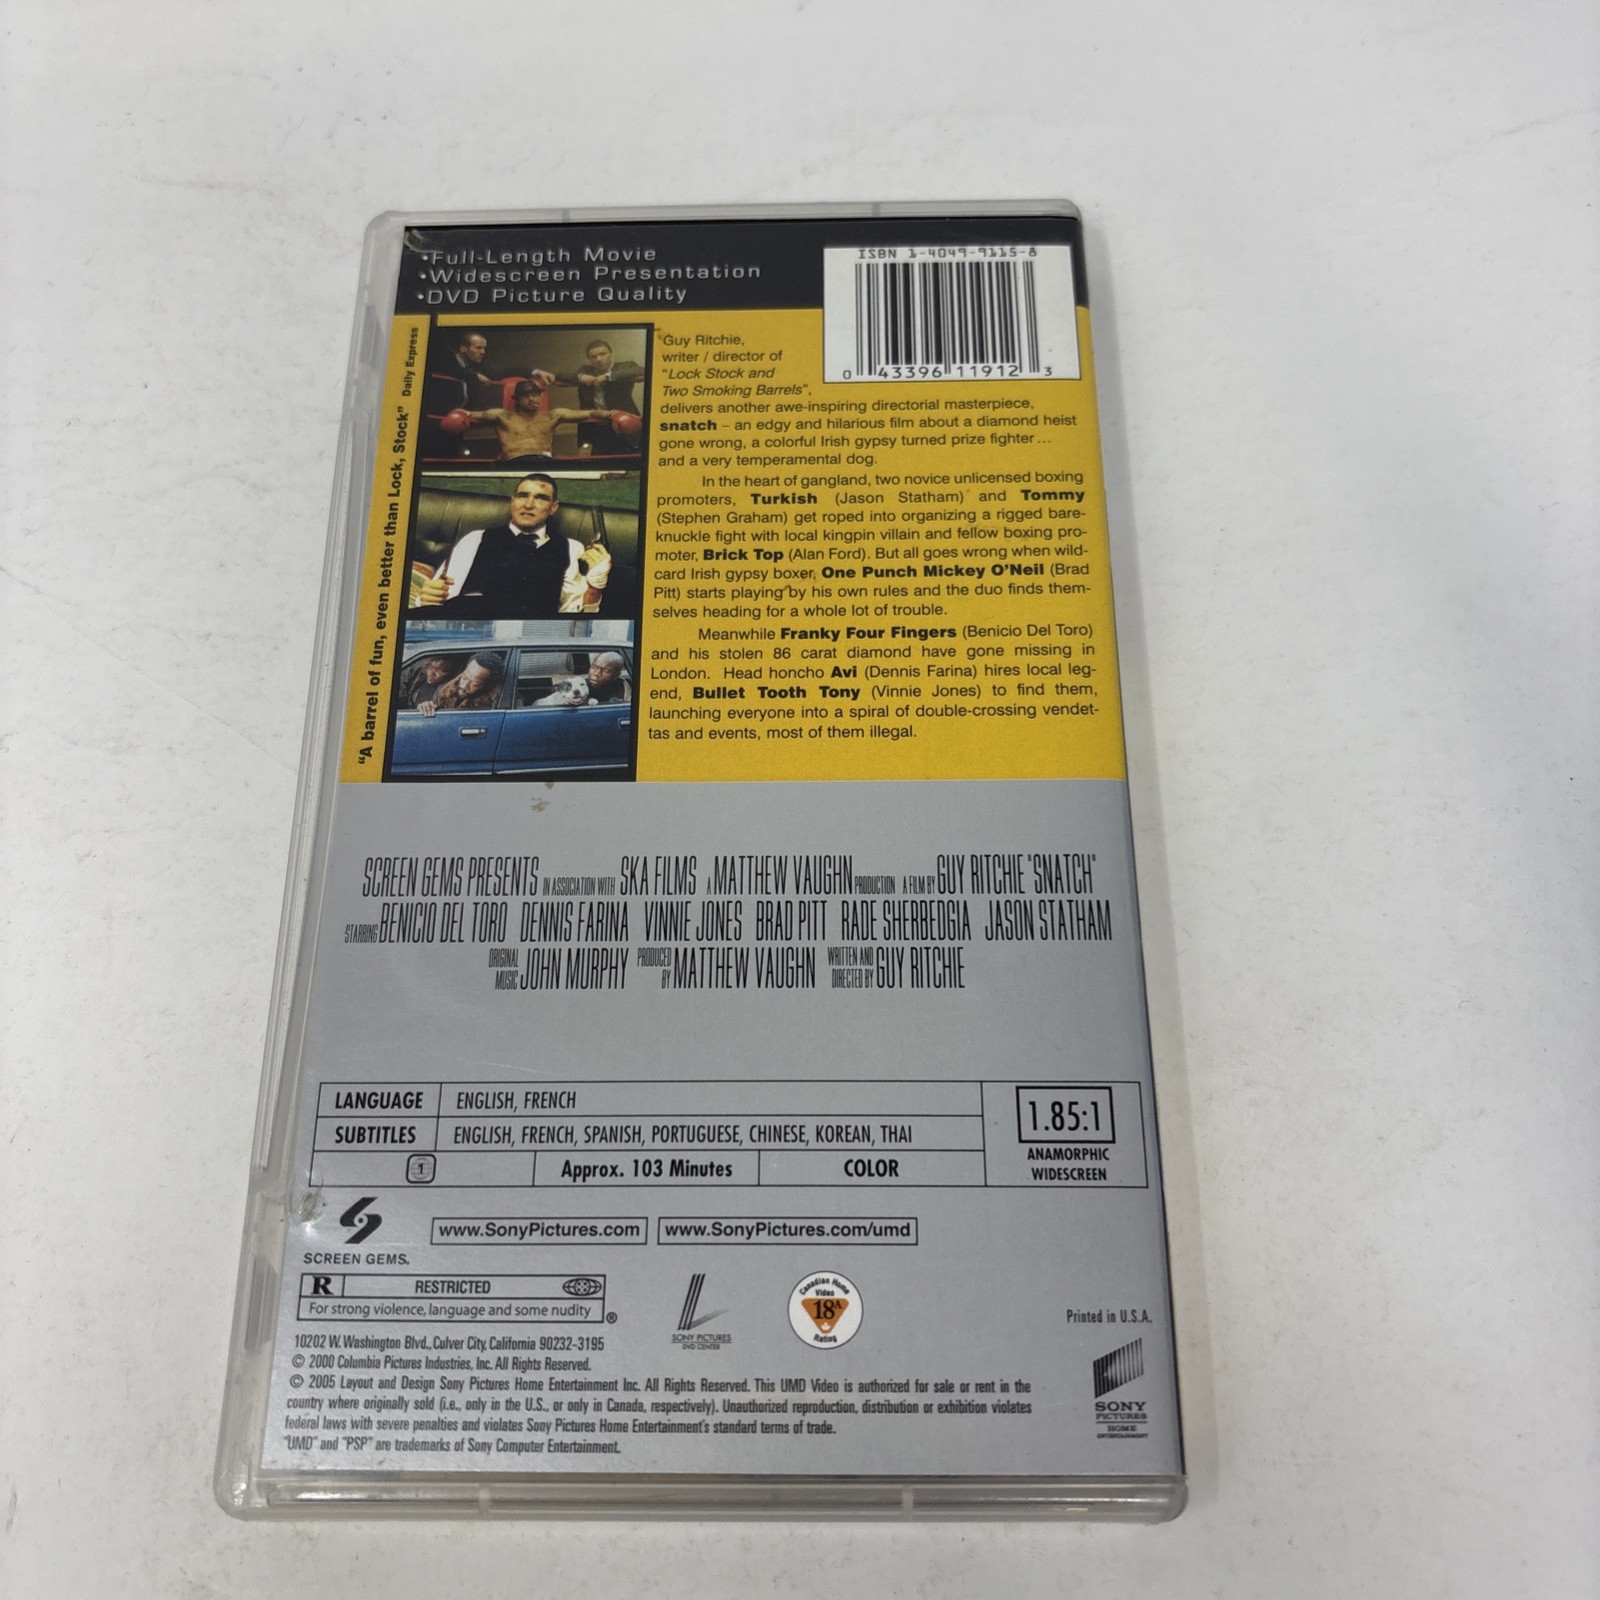 •Full-Length Movie
•Widescreen Presentation
•DVD Picture Quality
ISBN 1-4049-9115-8
0 43396 11912 3
"A barrel of fun, even better than Lock, Stock" Daily Express
Guy Ritchie,
writer / director of
"Lock Stock and
Two Smoking Barrels",
delivers another awe-inspiring directorial masterpiece,
snatch – an edgy and hilarious film about a diamond heist
gone wrong, a colorful Irish gypsy turned prize fighter...
and a very temperamental dog.
In the heart of gangland, two novice unlicensed boxing
promoters, Turkish (Jason Statham) and Tommy
(Stephen Graham) get roped into organizing a rigged bare-
knuckle fight with local kingpin villain and fellow boxing pro-
moter, Brick Top (Alan Ford). But all goes wrong when wild-
card Irish gypsy boxer, One Punch Mickey O'Neil (Brad
Pitt) starts playing by his own rules and the duo finds them-
selves heading for a whole lot of trouble.
Meanwhile Franky Four Fingers (Benicio Del Toro)
and his stolen 86 carat diamond have gone missing in
London. Head honcho Avi (Dennis Farina) hires local leg-
end, Bullet Tooth Tony (Vinnie Jones) to find them,
launching everyone into a spiral of double-crossing vendet-
tas and events, most of them illegal.
SCREEN GEMS PRESENTS IN ASSOCIATION WITH SKA FILMS A MATTHEW VAUGHN PRODUCTION A FILM BY GUY RITCHIE "SNATCH"
STARRING BENICIO DEL TORO DENNIS FARINA VINNIE JONES BRAD PITT RADE SHERBEDGIA JASON STATHAM
ORIGINAL MUSIC JOHN MURPHY PRODUCED BY MATTHEW VAUGHN WRITTEN AND DIRECTED BY GUY RITCHIE
LANGUAGE ENGLISH, FRENCH
SUBTITLES ENGLISH, FRENCH, SPANISH, PORTUGUESE, CHINESE, KOREAN, THAI
1 Approx. 103 Minutes COLOR
1.85:1
ANAMORPHIC
WIDESCREEN
SCREEN GEMS®
www.SonyPictures.com www.SonyPictures.com/umd
R RESTRICTED
For strong violence, language and some nudity ®
SONY PICTURES
DVD CENTER
Canadian Home
Video
18A
Rating
Printed in U.S.A.
10202 W. Washington Blvd., Culver City, California 90232-3195
© 2000 Columbia Pictures Industries, Inc. All Rights Reserved.
© 2005 Layout and Design Sony Pictures Home Entertainment Inc. All Rights Reserved. This UMD Video is authorized for sale or rent in the
country where originally sold (i.e., only in the U.S., or only in Canada, respectively). Unauthorized reproduction, distribution or exhibition violates
federal laws with severe penalties and violates Sony Pictures Home Entertainment's standard terms of trade.
"UMD" and "PSP" are trademarks of Sony Computer Entertainment.
SONY
PICTURES
HOME
ENTERTAINMENT